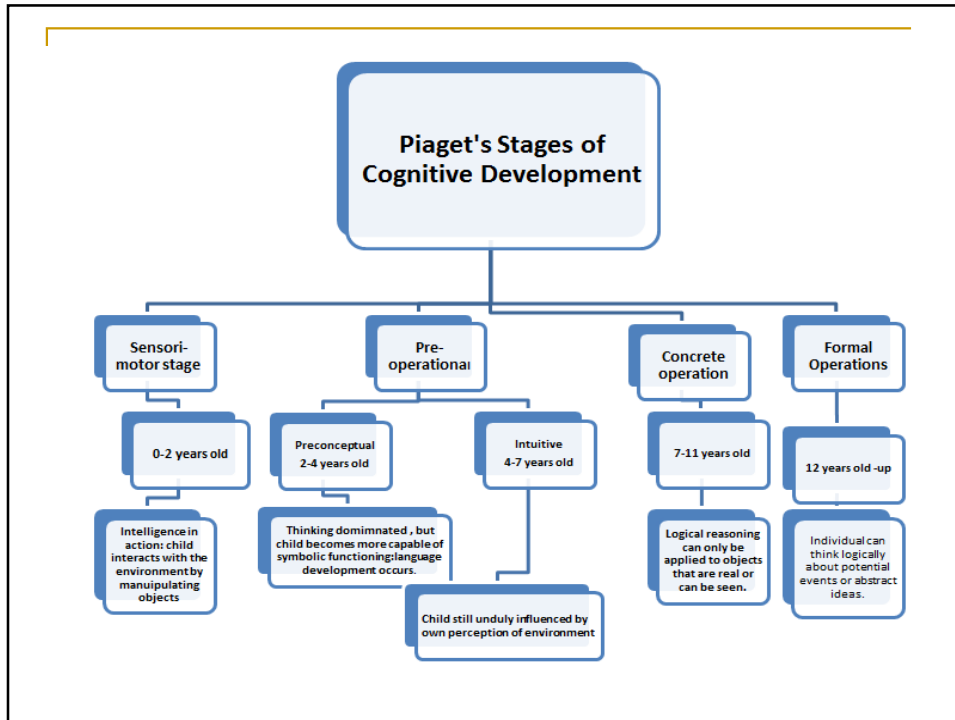 Piaget's Stages of
Cognitive Development
Sensori-
motor stage
Pre-
operational
Concrete
operation
Formal
Operations
0-2 years old
Preconceptual
2-4 years old
Intuitive
4-7 years old
7-11 years old
12 years old -up
Intelligence in
action: child
interacts with the
environment by
manuipulating
objects
Thinking domimnated , but
child becomes more capable of
symbolic functioning:language
development occurs.
Child still unduly influenced by
own perception of environment
Logical reasoning
can only be
applied to objects
that are real or
can be seen.
Individual can
think logically
about potential
events or abstract
ideas.